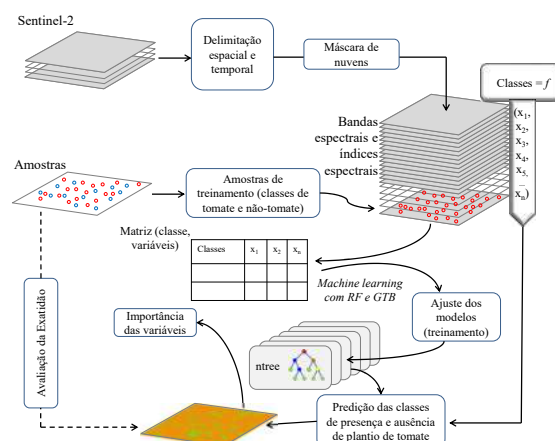 Sentinel-2
Delimitação
espacial e
temporal
Máscara de
nuvens
Classes = f
(x1,
x2,
x3,
x4,
x5,
...
xn)
Bandas
espectrais e
índices
espectrais
Amostras
Amostras de
treinamento (classes
de tomate e não-tomate)
Matriz (classe,
variáveis)
Classes x1 x2 xn
Machine learning
com RF e GTB
Ajuste dos
modelos
(treinamento)
Importância
das variáveis
ntree
Avaliação da Exatidão
Predição das classes
de presença e ausência
de plantio de tomate